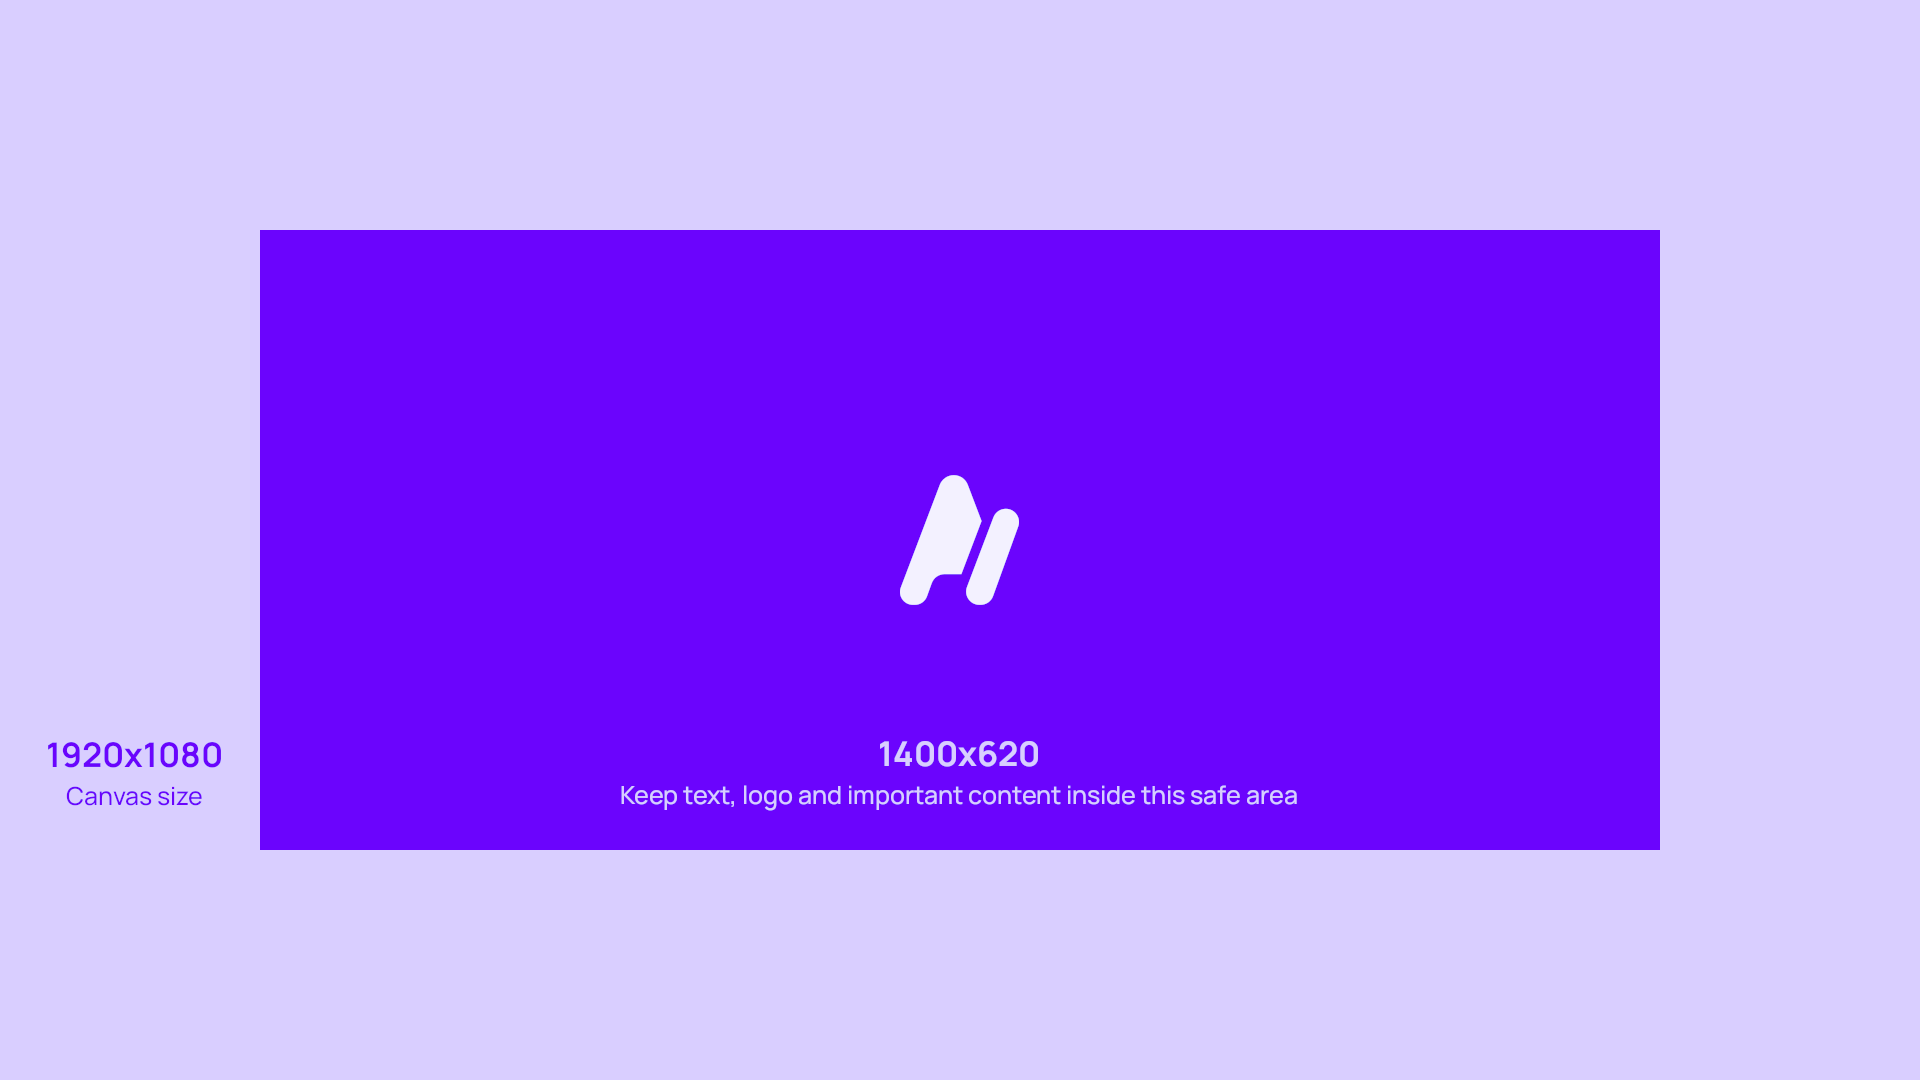 1920x1080
Canvas size
1400x620
Keep text, logo and important content inside this safe area